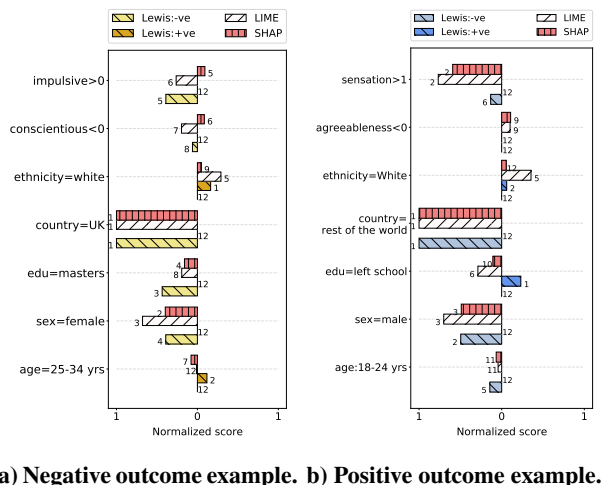 Lewis:-ve LIME
Lewis:+ve SHAP
impulsive>0
5
6
12
5
conscientious<0
6
7
12
8
ethnicity=white
9
5
1
12
country=UK
1
1
12
1
edu=masters
4
8
12
3
sex=female
2
3
12
4
age=25-34 yrs
7
12
2
12
1 0 1
Normalized score
a) Negative outcome example.
Lewis:-ve LIME
Lewis:+ve SHAP
sensation>1
2
2
12
6
agreeableness<0
9
9
12
12
ethnicity=White
12
5
2
12
country=
rest of the world
1
1
12
1
edu=left school
10
6
1
12
sex=male
3
3
12
2
age:18-24 yrs
11
11
12
5
1 0 1
Normalized score
b) Positive outcome example.